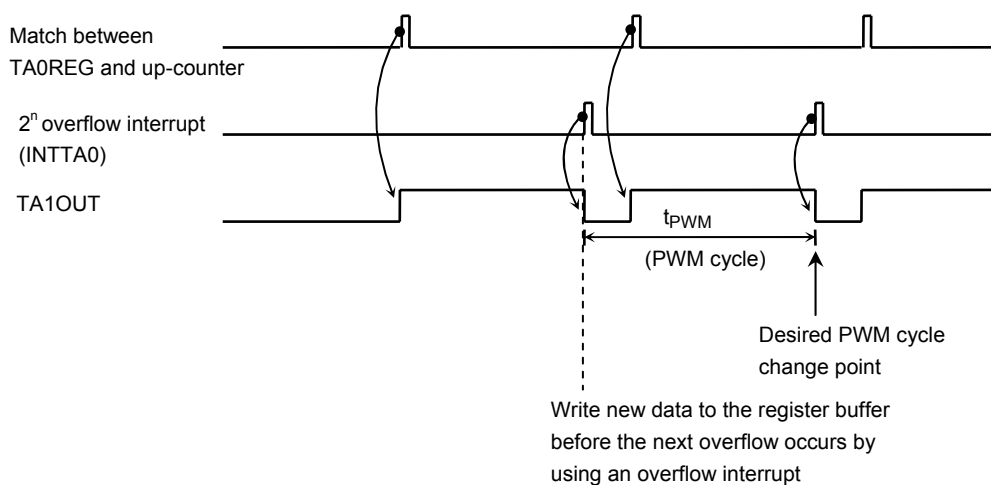 Match between
TA0REG and up-counter
2ⁿ overflow interrupt
(INTTA0)
TA1OUT
tPWM
(PWM cycle)
Desired PWM cycle
change point
Write new data to the register buffer
before the next overflow occurs by
using an overflow interrupt